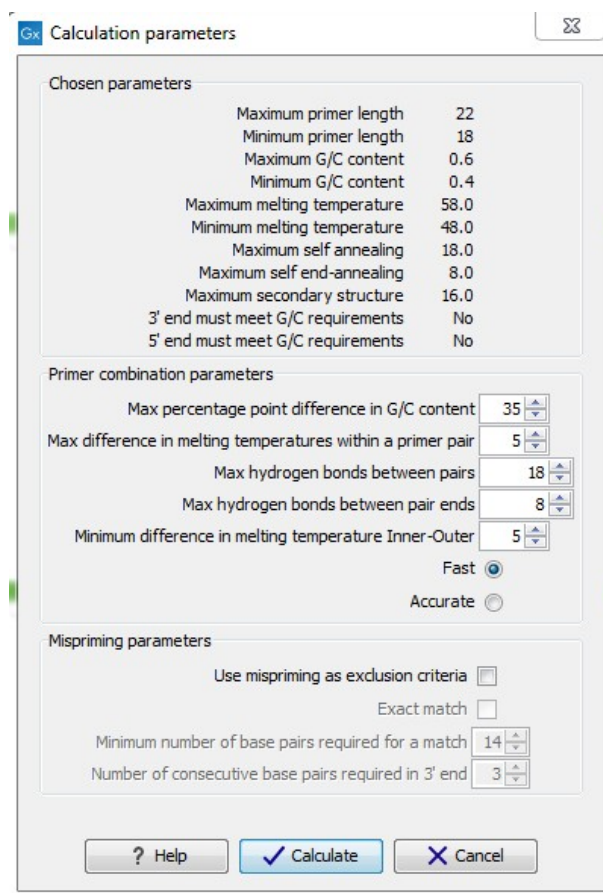 Gx Calculation parameters
Chosen parameters
Maximum primer length 22
Minimum primer length 18
Maximum G/C content 0.6
Minimum G/C content 0.4
Maximum melting temperature 58.0
Minimum melting temperature 48.0
Maximum self annealing 18.0
Maximum self end-annealing 8.0
Maximum secondary structure 16.0
3' end must meet G/C requirements No
5' end must meet G/C requirements No
Primer combination parameters
Max percentage point difference in G/C content 35
Max difference in melting temperatures within a primer pair 5
Max hydrogen bonds between pairs 18
Max hydrogen bonds between pair ends 8
Minimum difference in melting temperature Inner-Outer 5
Fast
Accurate
Mispriming parameters
Use mispriming as exclusion criteria
Exact match
Minimum number of base pairs required for a match 14
Number of consecutive base pairs required in 3' end 3
? Help Calculate Cancel